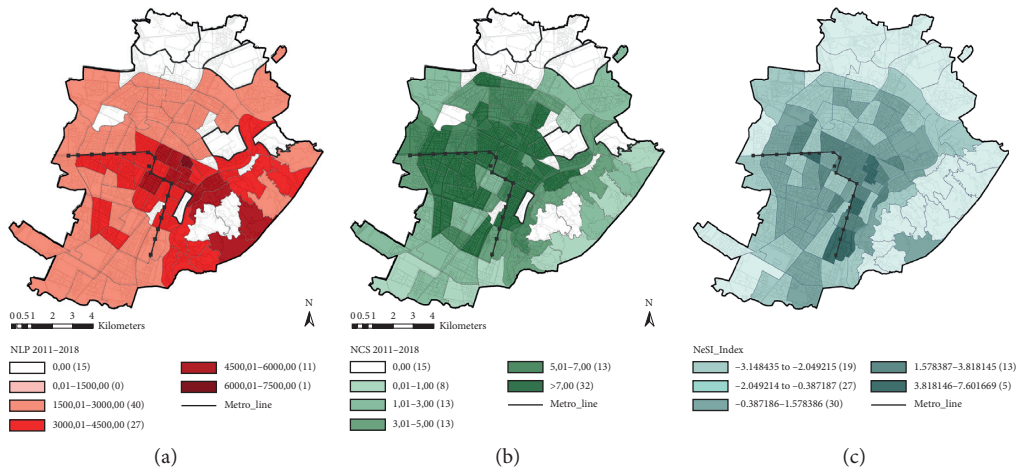 N
0 0.51 2 3 4
Kilometers
NLP 2011–2018
0,00 (15)
0,01–1500,00 (0)
1500,01–3000,00 (40)
3000,01–4500,00 (27)
4500,01–6000,00 (11)
6000,01–7500,00 (1)
Metro_line
(a)
N
0 0.51 2 3 4
Kilometers
NCS 2011–2018
0,00 (15)
0,01–1,00 (8)
1,01–3,00 (13)
3,01–5,00 (13)
5,01–7,00 (13)
>7,00 (32)
Metro_line
(b)
NeSI_Index
−3.148435 to −2.049215 (19)
−2.049214 to −0.387187 (27)
−0.387186–1.578386 (30)
1.578387–3.818145 (13)
3.818146–7.601669 (5)
Metro_line
(c)